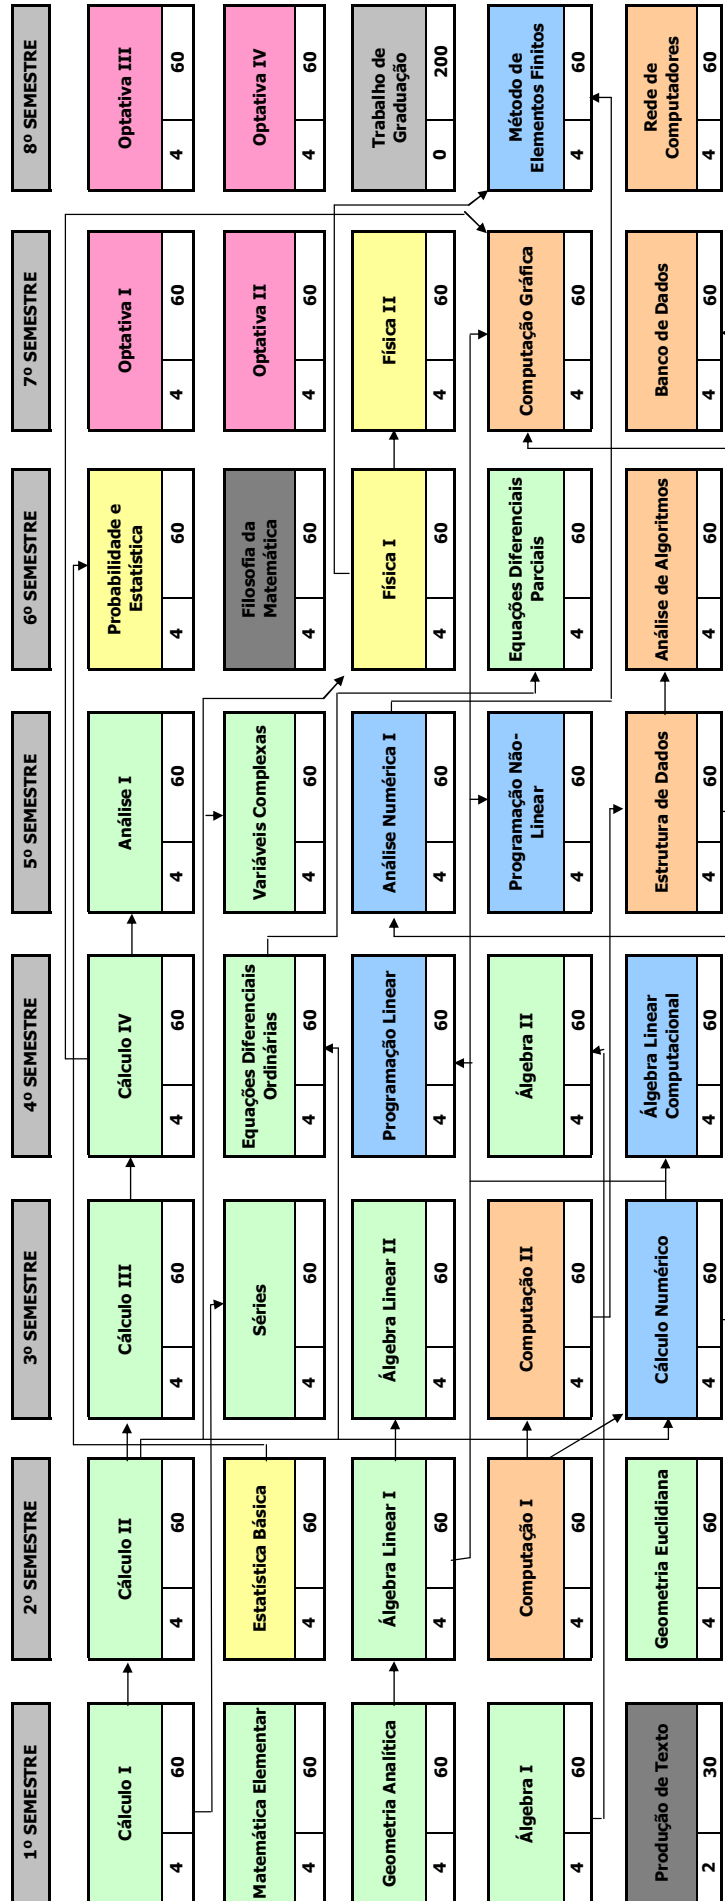 1º SEMESTRE
2º SEMESTRE
3º SEMESTRE
4º SEMESTRE
5º SEMESTRE
6º SEMESTRE
7º SEMESTRE
8º SEMESTRE
Cálculo I
4 60
Cálculo II
4 60
Cálculo III
4 60
Cálculo IV
4 60
Análise I
4 60
Probabilidade e
Estatística
4 60
Optativa I
4 60
Optativa III
4 60
Matemática Elementar
4 60
Estatística Básica
4 60
Séries
4 60
Equações Diferenciais
Ordinárias
4 60
Variáveis Complexas
4 60
Filosofia da
Matemática
4 60
Optativa II
4 60
Optativa IV
4 60
Geometria Analítica
4 60
Álgebra Linear I
4 60
Álgebra Linear II
4 60
Programação Linear
4 60
Análise Numérica I
4 60
Física I
4 60
Física II
4 60
Trabalho de
Graduação
0 200
Álgebra I
4 60
Computação I
4 60
Computação II
4 60
Álgebra II
4 60
Programação Não-
Linear
4 60
Equações Diferenciais
Parciais
4 60
Computação Gráfica
4 60
Método de
Elementos Finitos
4 60
Produção de Texto
2 30
Geometria Euclidiana
4 60
Cálculo Numérico
4 60
Álgebra Linear
Computacional
4 60
Estrutura de Dados
4 60
Análise de Algoritmos
4 60
Banco de Dados
4 60
Rede de
Computadores
4 60